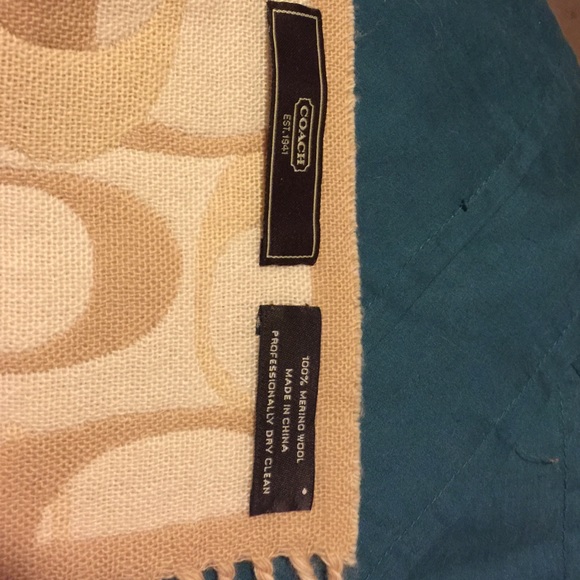 COACH
EST.1941
100% MERINO WOOL
MADE IN CHINA
PROFESSIONALLY DRY CLEAN